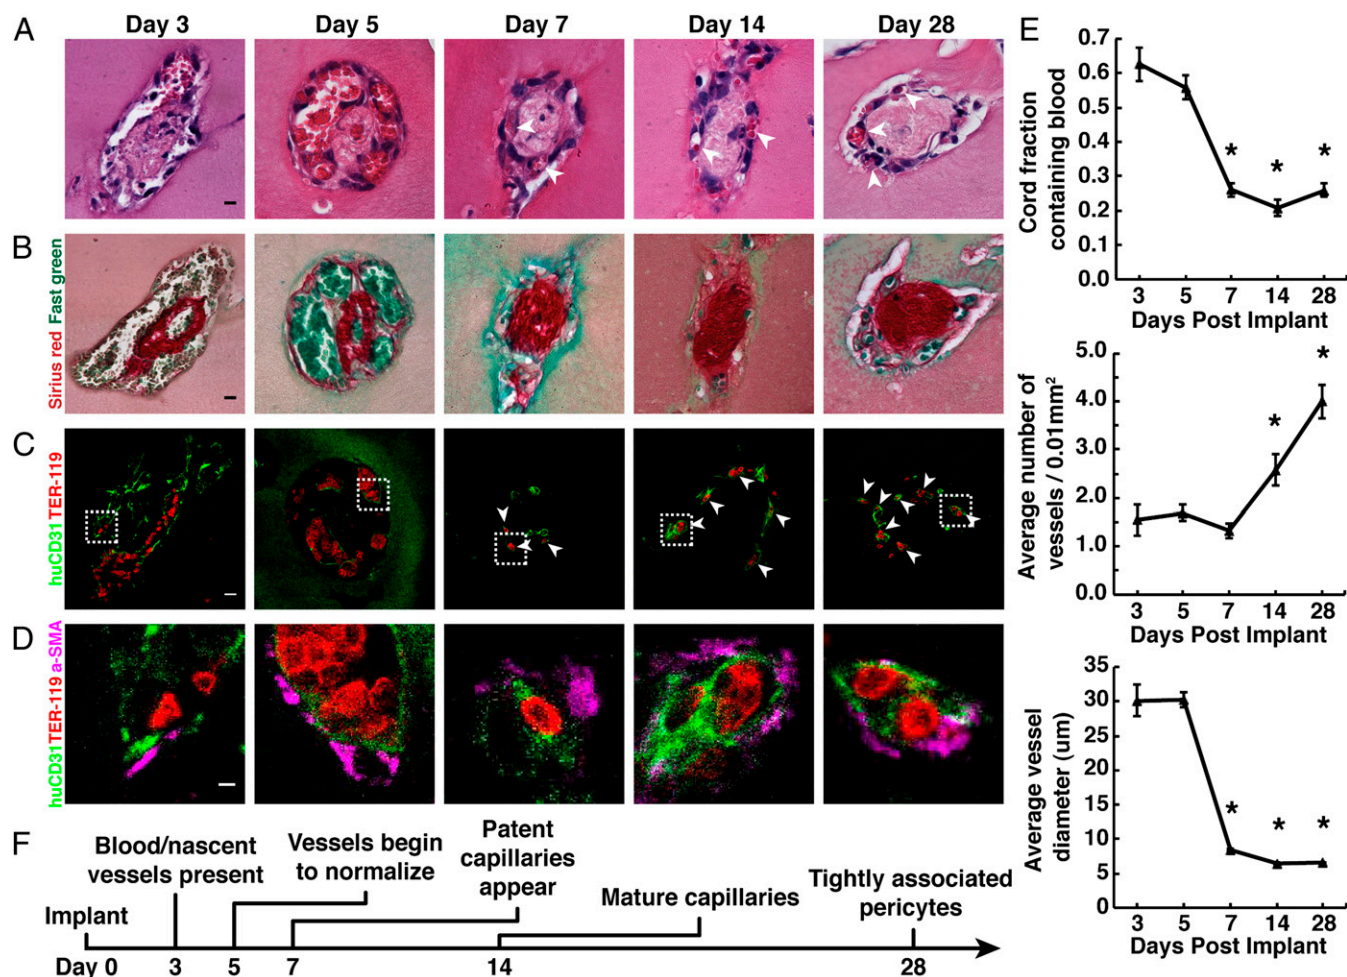 A
Day 3
Day 5
Day 7
Day 14
Day 28
B
Sirius red Fast green
C
huCD31 TER-119
D
huCD31 TER-119 a-SMA
E
Cord fraction
containing blood
0.7
0.6
0.5
0.4
0.3
0.2
0.1
0.0
* * *
3 5 7 14 28
Days Post Implant
Average number of
vessels / 0.01mm²
5.0
4.0
3.0
2.0
1.0
0.0
* *
3 5 7 14 28
Days Post Implant
Average vessel
diameter (um)
35
30
25
20
15
10
5
0
* * *
3 5 7 14 28
Days Post Implant
F
Implant
Blood/nascent
vessels present
Vessels begin
to normalize
Patent
capillaries
appear
Mature capillaries
Tightly associated
pericytes
Day 0 3 5 7 14 28